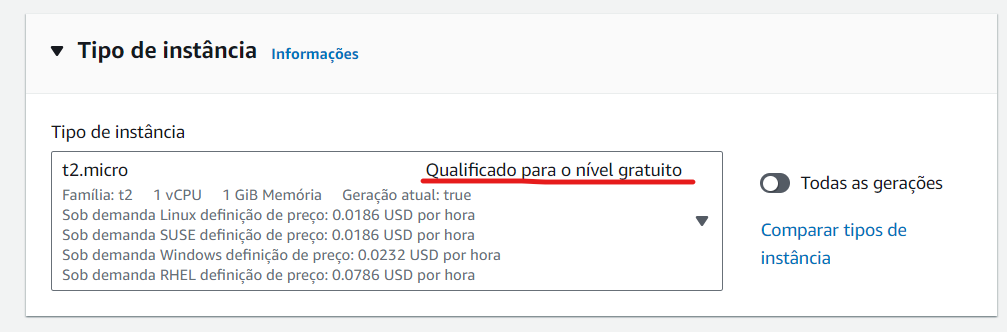 Tipo de instância Informações
Tipo de instância
t2.micro Qualificado para o nível gratuito
Família: t2 1 vCPU 1 GiB Memória Geração atual: true
Sob demanda Linux definição de preço: 0.0186 USD por hora
Sob demanda SUSE definição de preço: 0.0186 USD por hora
Sob demanda Windows definição de preço: 0.0232 USD por hora
Sob demanda RHEL definição de preço: 0.0786 USD por hora
Todas as gerações
Comparar tipos de
instância